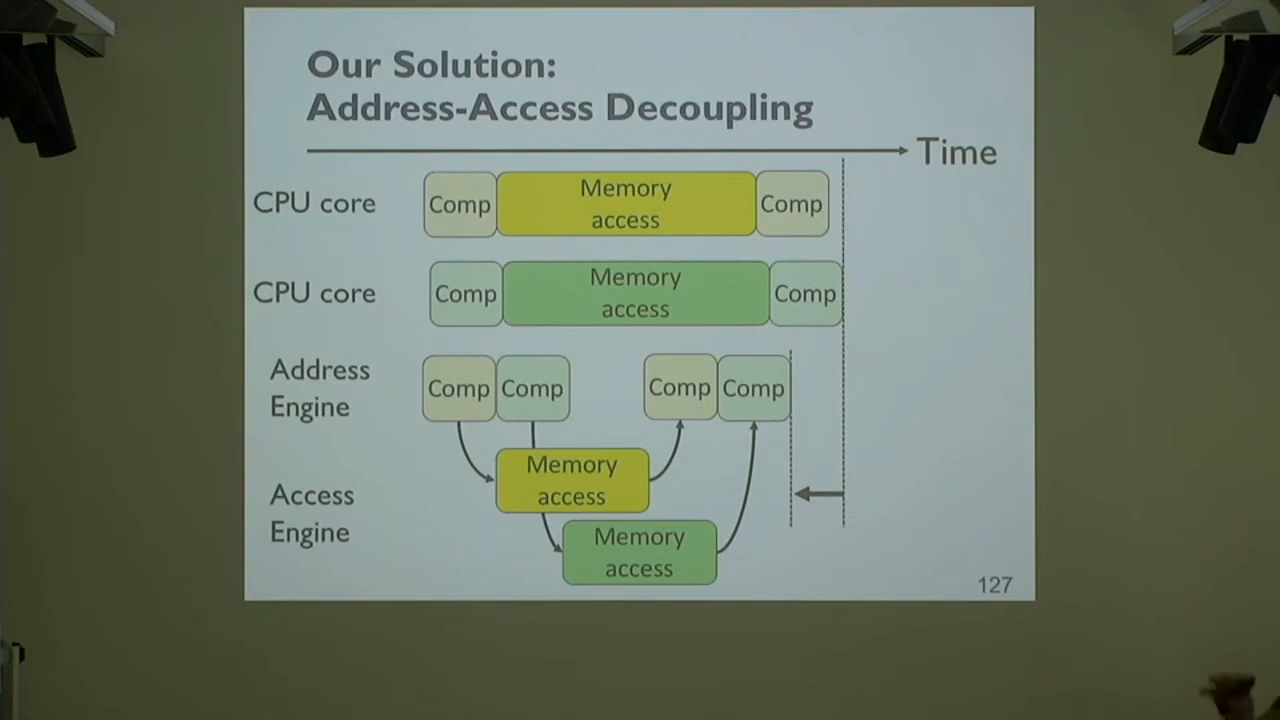 Our Solution:
Address-Access Decoupling
Time
CPU core
Comp
Memory
access
Comp
CPU core
Comp
Memory
access
Comp
Address
Engine
Comp
Comp
Comp
Comp
Access
Engine
Memory
access
Memory
access
127